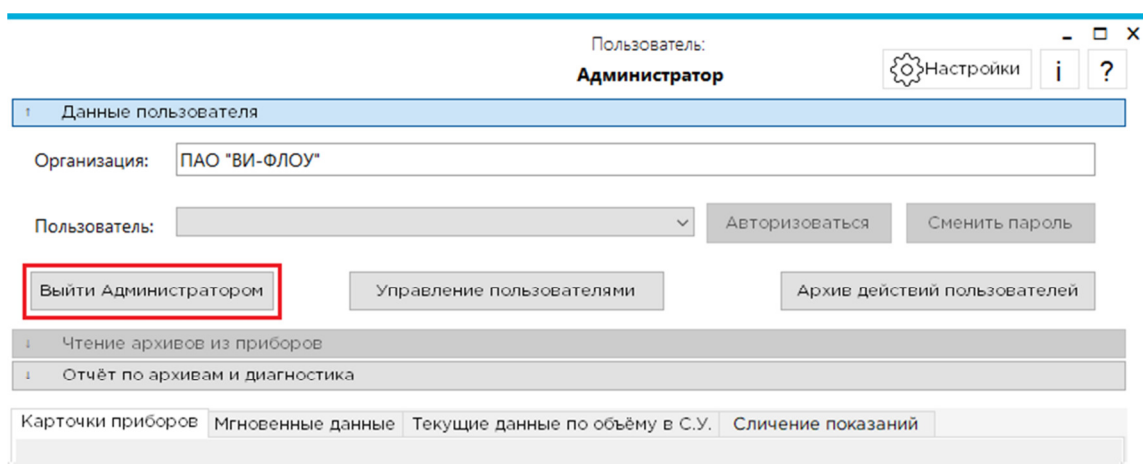 Пользователь:
Администратор
Настройки
i
?
Данные пользователя
Организация: ПАО "ВИ-ФЛОУ"
Пользователь: Авторизоваться Сменить пароль
Выйти Администратором Управление пользователями Архив действий пользователей
Чтение архивов из приборов
Отчёт по архивам и диагностика
Карточки приборов Мгновенные данные Текущие данные по объёму в С.У. Сличение показаний